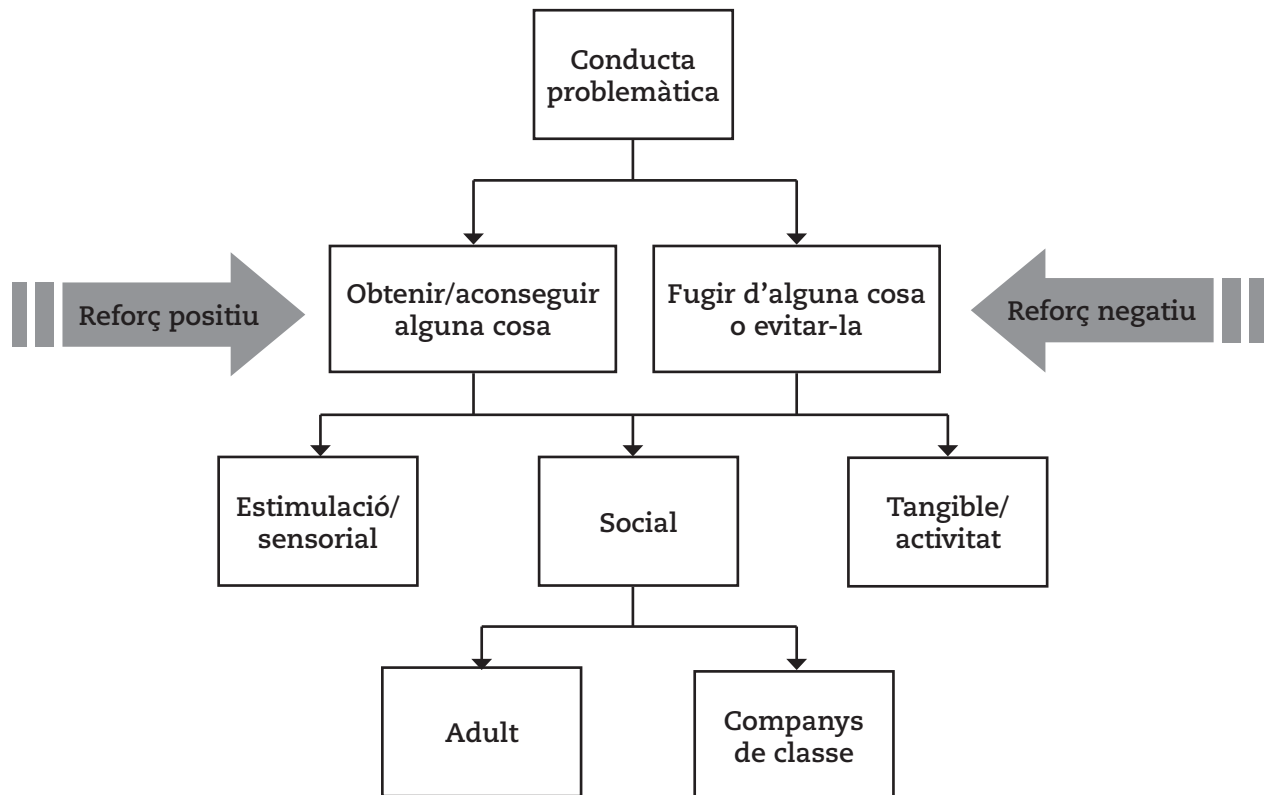 Conducta
problemàtica
Reforç positiu
Obtenir/aconseguir
alguna cosa
Fugir d’alguna cosa
o evitar-la
Reforç negatiu
Estimulació/
sensorial
Social
Tangible/
activitat
Adult
Companys
de classe